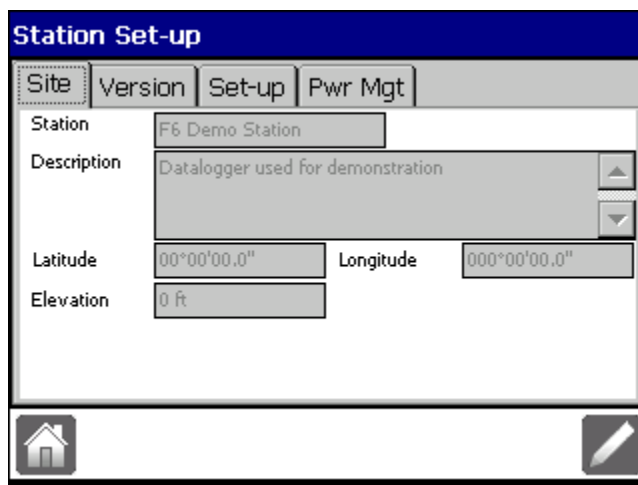 Station Set-up
Site Version Set-up Pwr Mgt
Station F6 Demo Station
Description Datalogger used for demonstration
Latitude 00°00'00.0" Longitude 000°00'00.0"
Elevation 0 ft